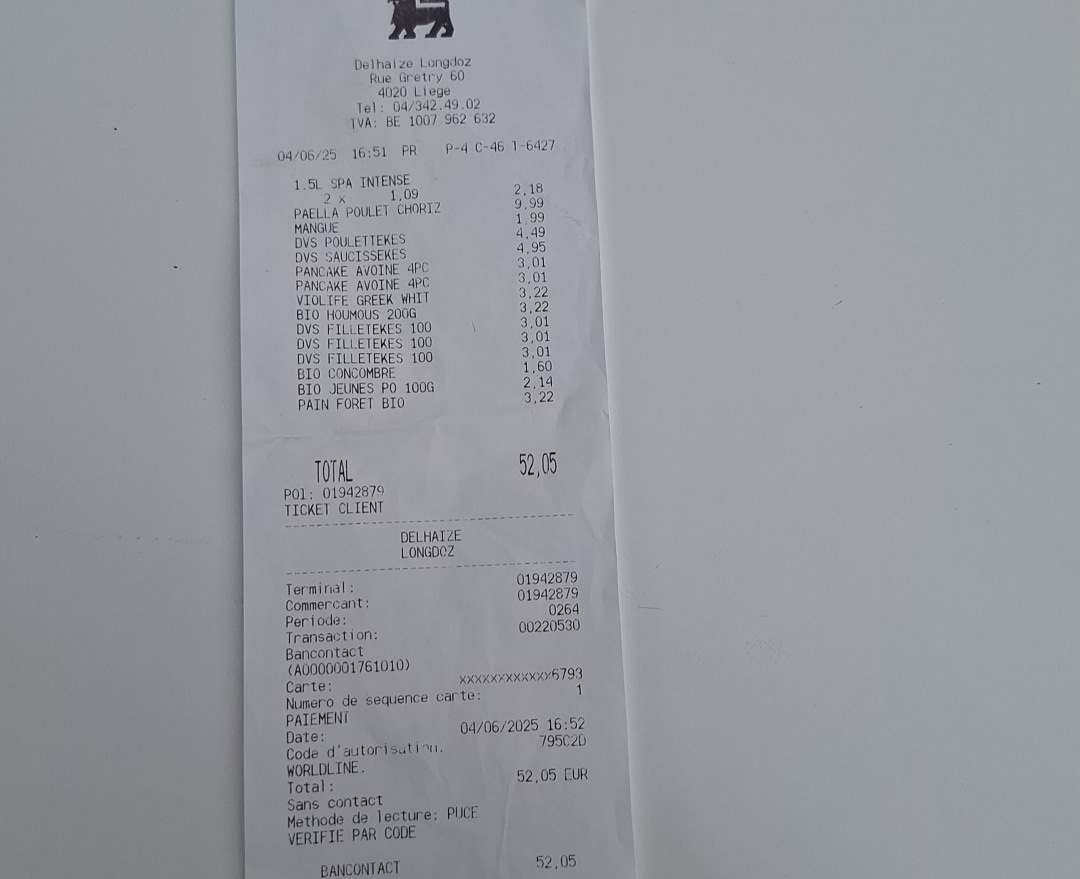 Delhaize Longdoz
Rue Gretry 60
4020 Liege
Tel: 04/342.49.02
TVA: BE 1007 962 632
04/06/25 16:51 PR P-4 C-46 T-6427
1.5L SPA INTENSE
2 x 1,09 2,18
PAELLA POULET CHORIZ 9,99
MANGUE 1,99
DVS POULETTEKES 4,49
DVS SAUCISSEKES 4,95
PANCAKE AVOINE 4PC 3,01
PANCAKE AVOINE 4PC 3,01
VIOLIFE GREEK WHIT 3,22
BIO HOUMOUS 200G 3,22
DVS FILLETEKES 100 3,01
DVS FILLETEKES 100 3,01
DVS FILLETEKES 100 3,01
BIO CONCOMBRE 1,60
BIO JEUNES PO 100G 2,14
PAIN FORET BIO 3,22
TOTAL 52,05
POI: 01942879
TICKET CLIENT
DELHAIZE
LONGDOZ
Terminal: 01942879
Commercant: 01942879
Periode: 0264
Transaction: 00220530
Bancontact
(A0000001761010)
Carte: xxxxxxxxxxxxx6793
Numero de sequence carte: 1
PAIEMENT
Date: 04/06/2025 16:52
Code d'autorisation. 795C2D
WORLDLINE.
Total: 52,05 EUR
Sans contact
Methode de lecture: PUCE
VERIFIE PAR CODE
BANCONTACT 52,05